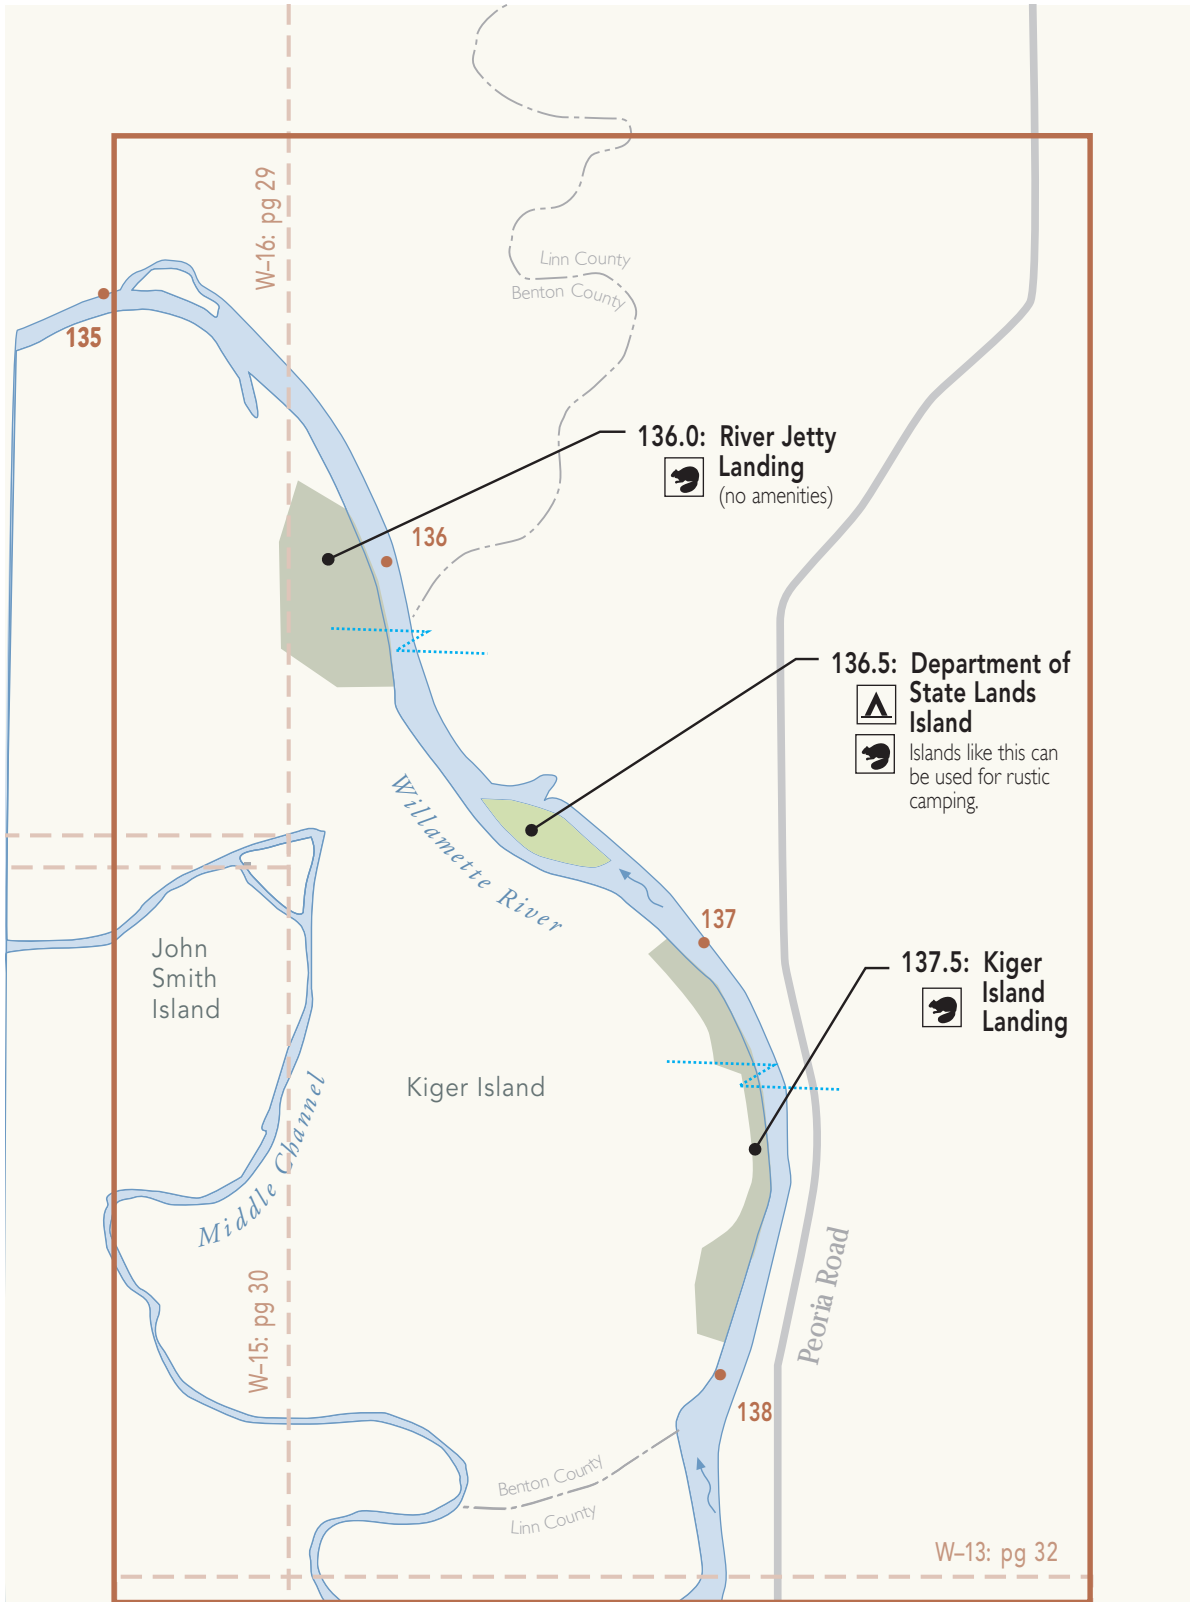 W–16: pg 29
Linn County
Benton County
135
136.0: River Jetty
Landing
(no amenities)
136
136.5: Department of
State Lands
Island
Islands like this can
be used for rustic
camping.
Willamette River
137
John
Smith
Island
137.5: Kiger
Island
Landing
Kiger Island
Middle Channel
W–15: pg 30
Peoria Road
138
Benton County
Linn County
W–13: pg 32